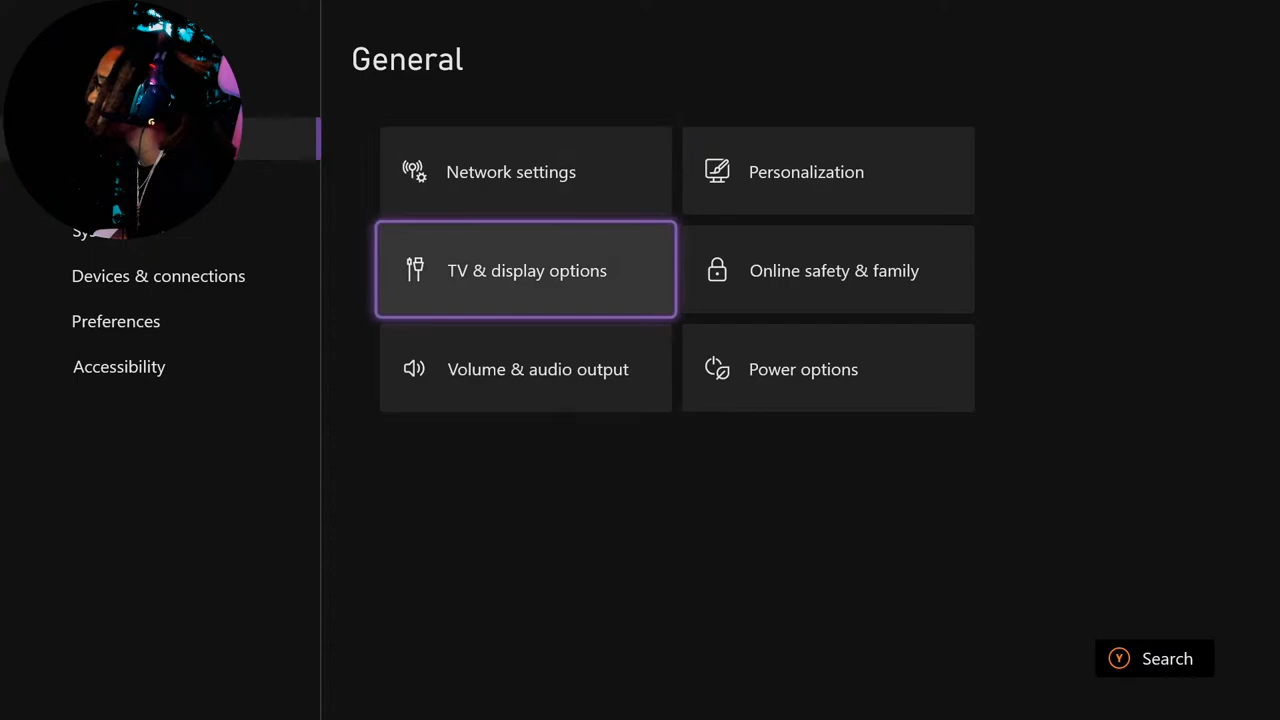 General
Network settings
Personalization
TV & display options
Online safety & family
Volume & audio output
Power options
Devices & connections
Preferences
Accessibility
Y Search